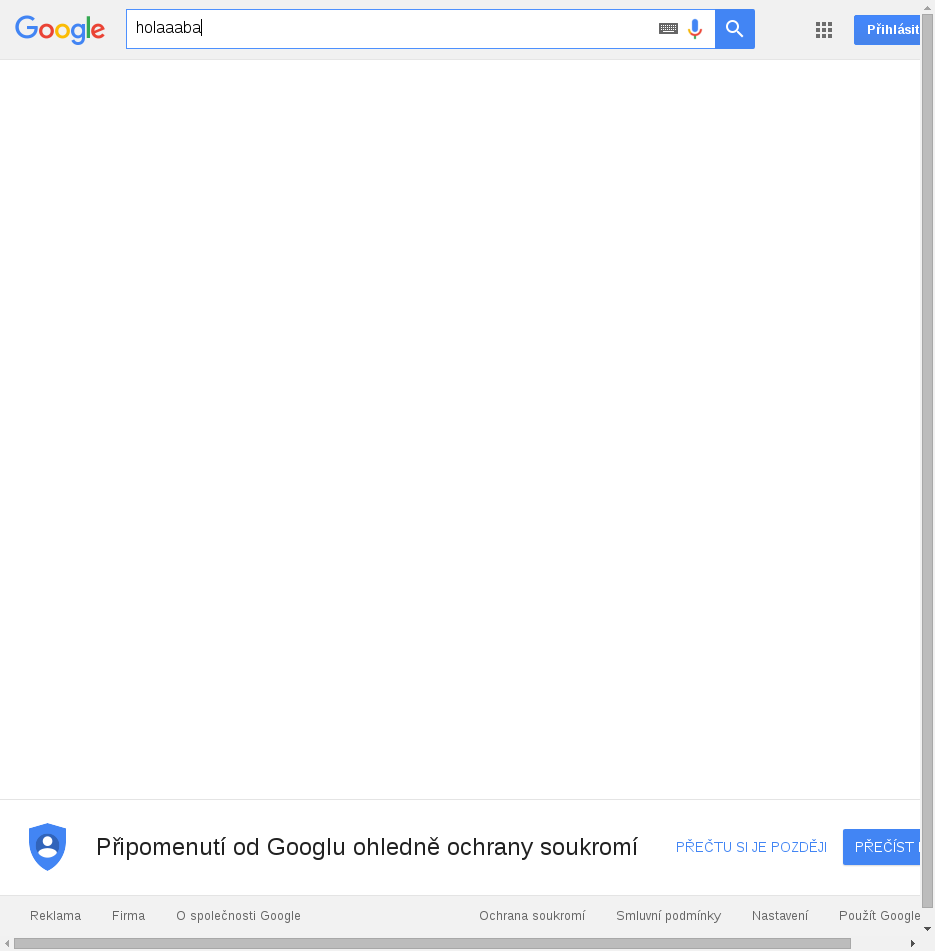 Google holaaaba Přihlásit
Připomenutí od Googlu ohledně ochrany soukromí PŘEČTU SI JE POZDĚJI PŘEČÍST
Reklama Firma O společnosti Google Ochrana soukromí Smluvní podmínky Nastavení Použít Google